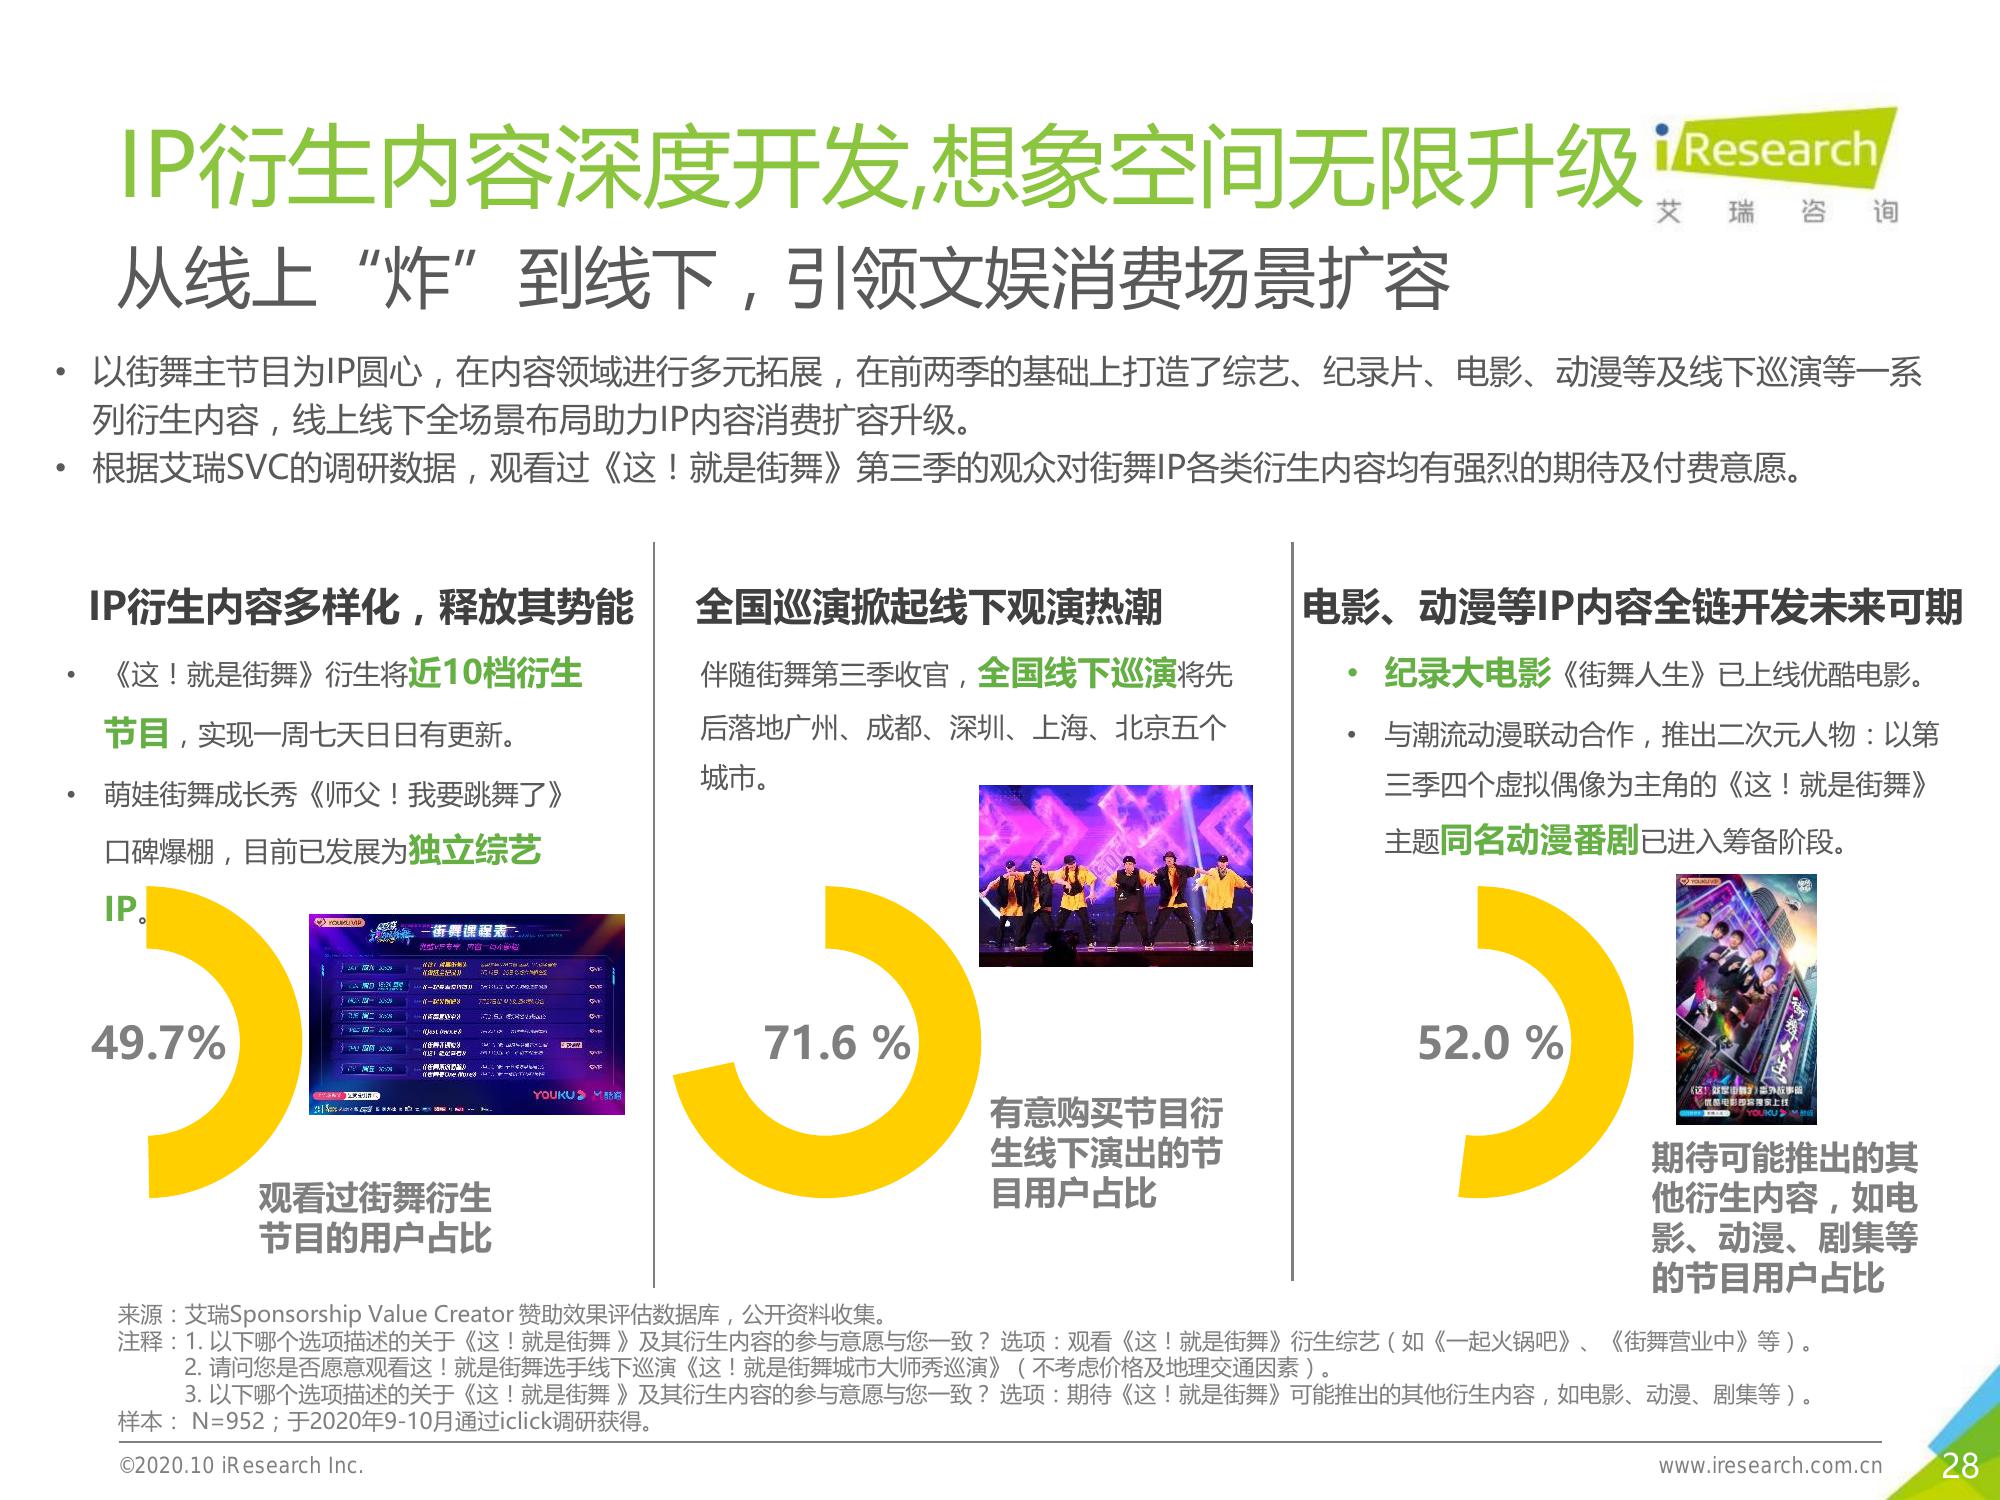 IP衍生内容深度开发,想象空间无限升级
iResearch
艾 瑞 咨 询
从线上“炸”到线下，引领文娱消费场景扩容
• 以街舞主节目为IP圆心，在内容领域进行多元拓展，在前两季的基础上打造了综艺、纪录片、电影、动漫等及线下巡演等一系
列衍生内容，线上线下全场景布局助力IP内容消费扩容升级。
• 根据艾瑞SVC的调研数据，观看过《这！就是街舞》第三季的观众对街舞IP各类衍生内容均有强烈的期待及付费意愿。
IP衍生内容多样化，释放其势能
• 《这！就是街舞》衍生将近10档衍生
节目，实现一周七天日日有更新。
• 萌娃街舞成长秀《师父！我要跳舞了》
口碑爆棚，目前已发展为独立综艺
IP。
49.7%
YOUKU VIP
街舞课程表
YOUKU
观看过街舞衍生
节目的用户占比
全国巡演掀起线下观演热潮
伴随街舞第三季收官，全国线下巡演将先
后落地广州、成都、深圳、上海、北京五个
城市。
71.6 %
有意购买节目衍
生线下演出的节
目用户占比
电影、动漫等IP内容全链开发未来可期
• 纪录大电影《街舞人生》已上线优酷电影。
• 与潮流动漫联动合作，推出二次元人物：以第
三季四个虚拟偶像为主角的《这！就是街舞》
主题同名动漫番剧已进入筹备阶段。
52.0 %
YOUKU VIP
街舞人生
YOUKU
期待可能推出的其
他衍生内容，如电
影、动漫、剧集等
的节目用户占比
来源：艾瑞Sponsorship Value Creator 赞助效果评估数据库，公开资料收集。
注释：1. 以下哪个选项描述的关于《这！就是街舞 》及其衍生内容的参与意愿与您一致？ 选项：观看《这！就是街舞》衍生综艺（如《一起火锅吧》、《街舞营业中》等）。
2. 请问您是否愿意观看这！就是街舞选手线下巡演《这！就是街舞城市大师秀巡演》（不考虑价格及地理交通因素）。
3. 以下哪个选项描述的关于《这！就是街舞 》及其衍生内容的参与意愿与您一致？ 选项：期待《这！就是街舞》可能推出的其他衍生内容，如电影、动漫、剧集等）。
样本： N=952；于2020年9-10月通过iclick调研获得。
©2020.10 iResearch Inc.
www.iresearch.com.cn
28